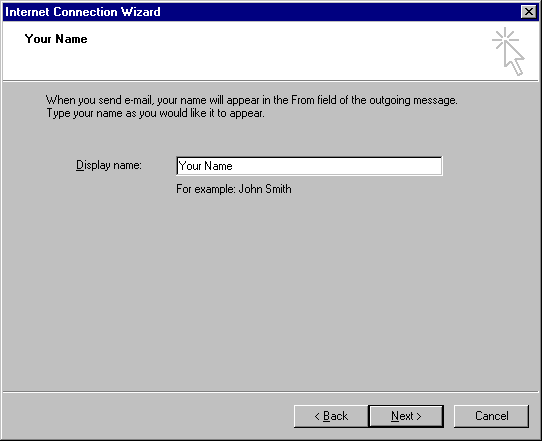 Internet Connection Wizard
Your Name
When you send e-mail, your name will appear in the From field of the outgoing message.
Type your name as you would like it to appear.
Display name: Your Name
For example: John Smith
< Back Next > Cancel